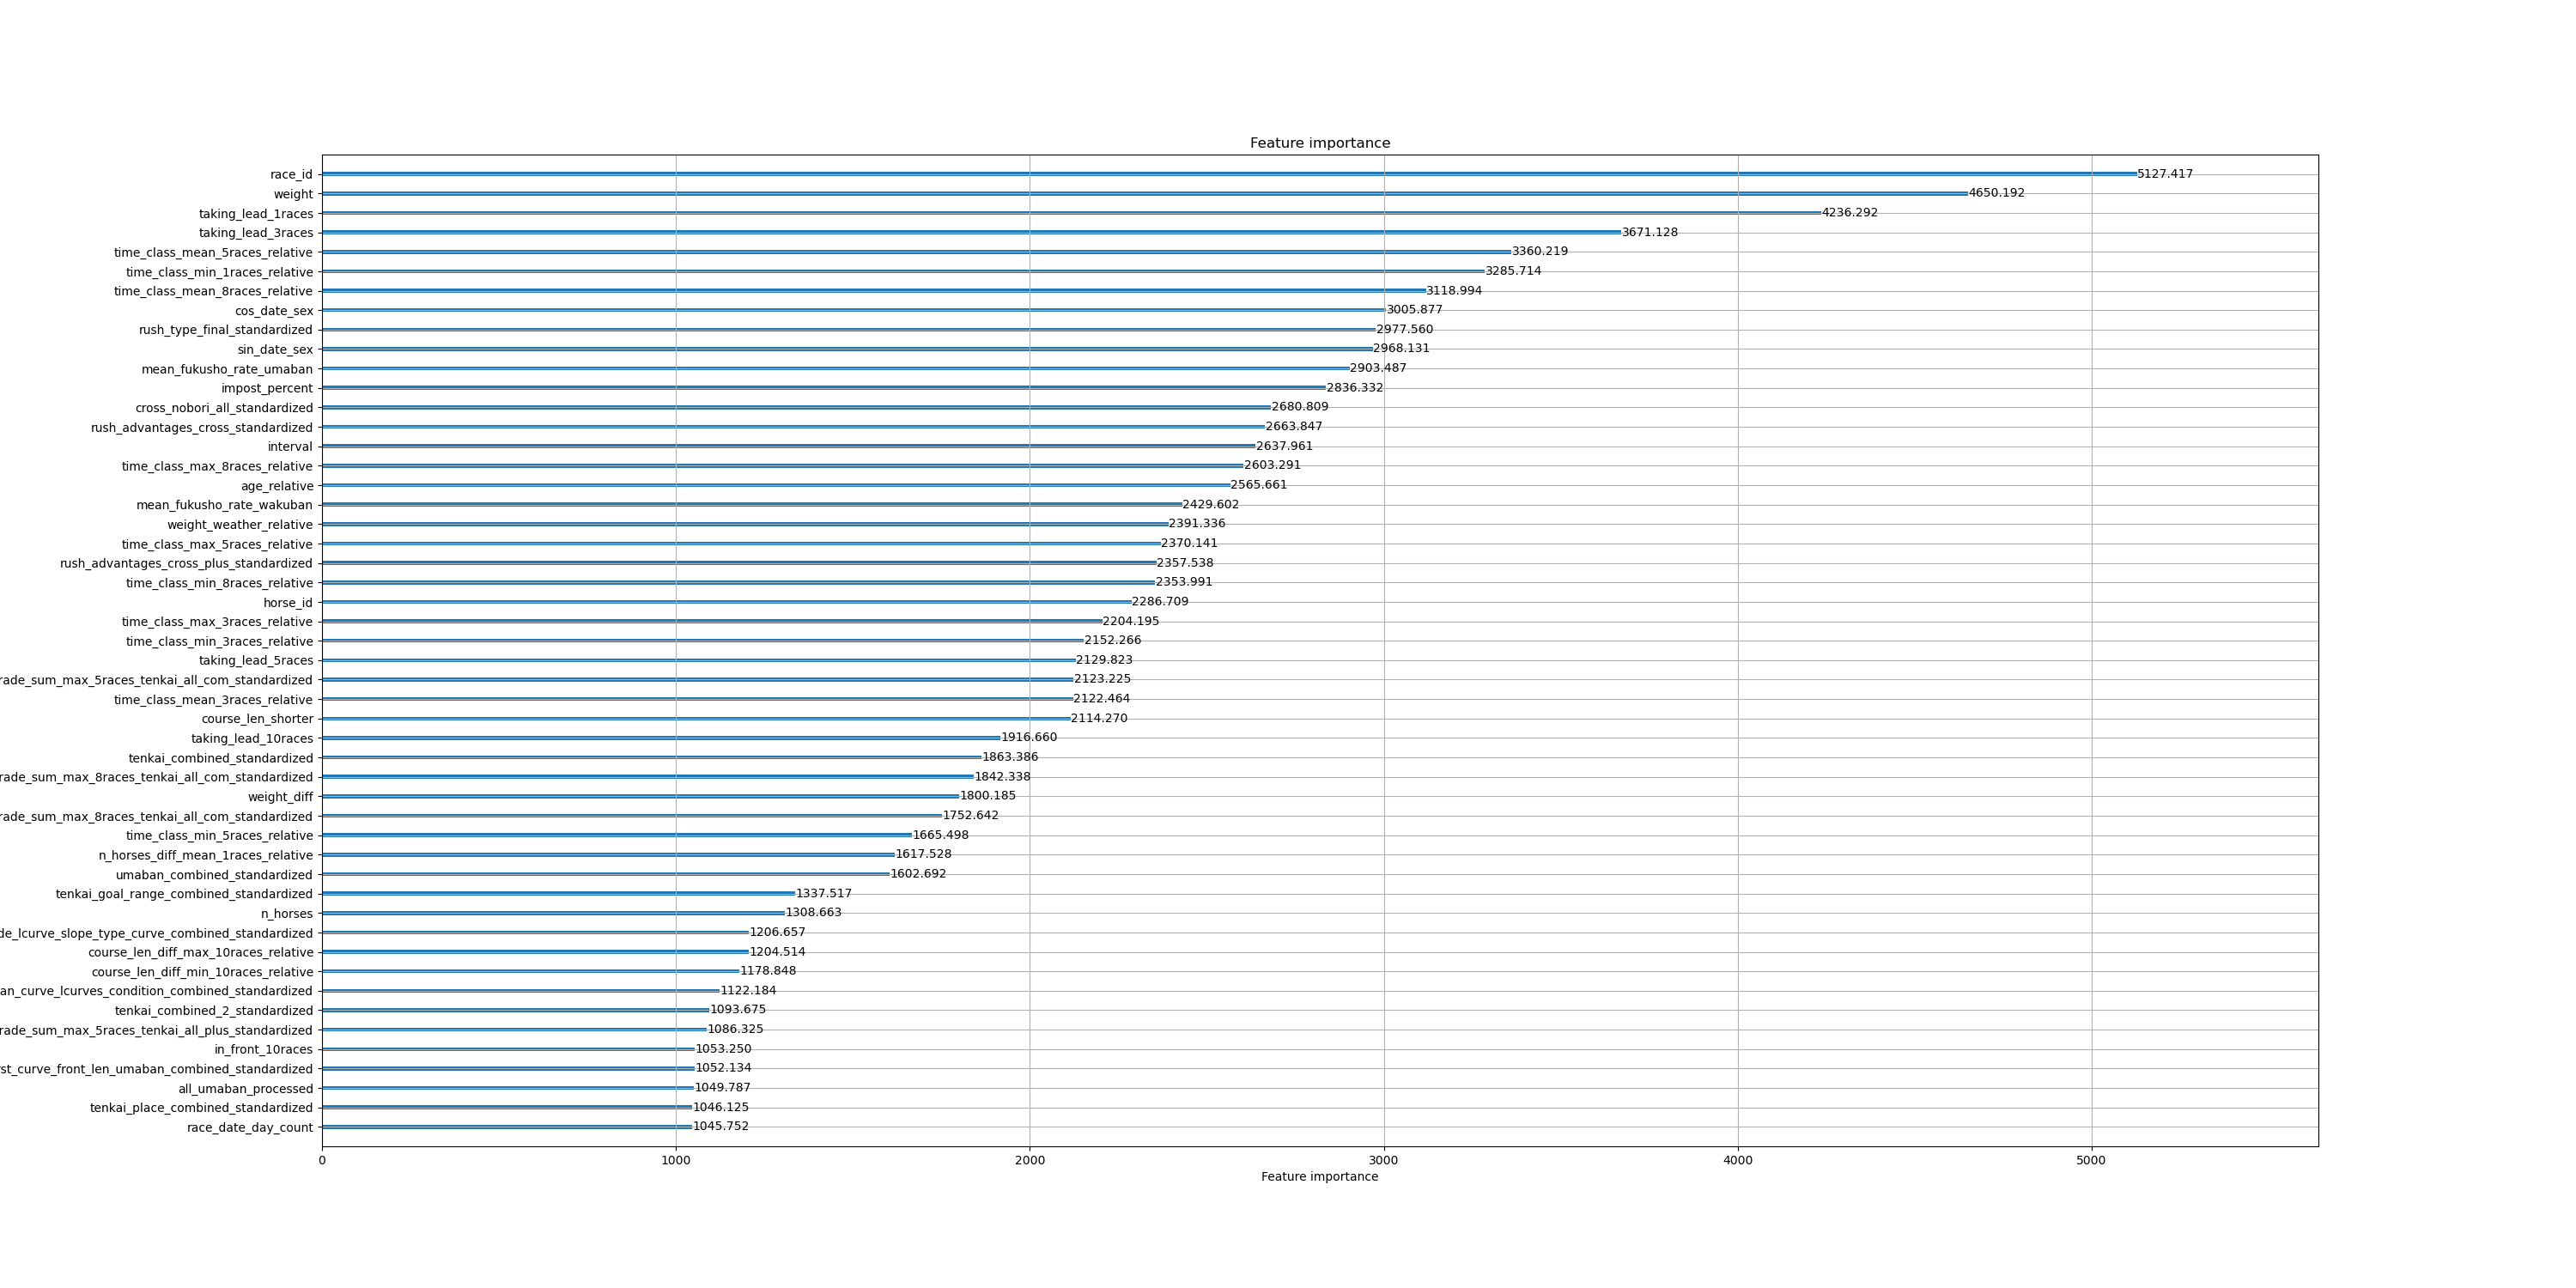 Feature importance
race_id 5127.417
weight 4650.192
taking_lead_1races 4236.292
taking_lead_3races 3671.128
time_class_mean_5races_relative 3360.219
time_class_min_1races_relative 3285.714
time_class_mean_8races_relative 3118.994
cos_date_sex 3005.877
rush_type_final_standardized 2977.560
sin_date_sex 2968.131
mean_fukusho_rate_umaban 2903.487
impost_percent 2836.332
cross_nobori_all_standardized 2680.809
rush_advantages_cross_standardized 2663.847
interval 2637.961
time_class_max_8races_relative 2603.291
age_relative 2565.661
mean_fukusho_rate_wakuban 2429.602
weight_weather_relative 2391.336
time_class_max_5races_relative 2370.141
rush_advantages_cross_plus_standardized 2357.538
time_class_min_8races_relative 2353.991
horse_id 2286.709
time_class_max_3races_relative 2204.195
time_class_min_3races_relative 2152.266
taking_lead_5races 2129.823
rade_sum_max_5races_tenkai_all_com_standardized 2123.225
time_class_mean_3races_relative 2122.464
course_len_shorter 2114.270
taking_lead_10races 1916.660
tenkai_combined_standardized 1863.386
rade_sum_max_8races_tenkai_all_com_standardized 1842.338
weight_diff 1800.185
rade_sum_max_8races_tenkai_all_com_standardized 1752.642
time_class_min_5races_relative 1665.498
n_horses_diff_mean_1races_relative 1617.528
umaban_combined_standardized 1602.692
tenkai_goal_range_combined_standardized 1337.517
n_horses 1308.663
de_lcurve_slope_type_curve_combined_standardized 1206.657
course_len_diff_max_10races_relative 1204.514
course_len_diff_min_10races_relative 1178.848
an_curve_lcurves_condition_combined_standardized 1122.184
tenkai_combined_2_standardized 1093.675
rade_sum_max_5races_tenkai_all_plus_standardized 1086.325
in_front_10races 1053.250
st_curve_front_len_umaban_combined_standardized 1052.134
all_umaban_processed 1049.787
tenkai_place_combined_standardized 1046.125
race_date_day_count 1045.752
0 1000 2000 3000 4000 5000
Feature importance